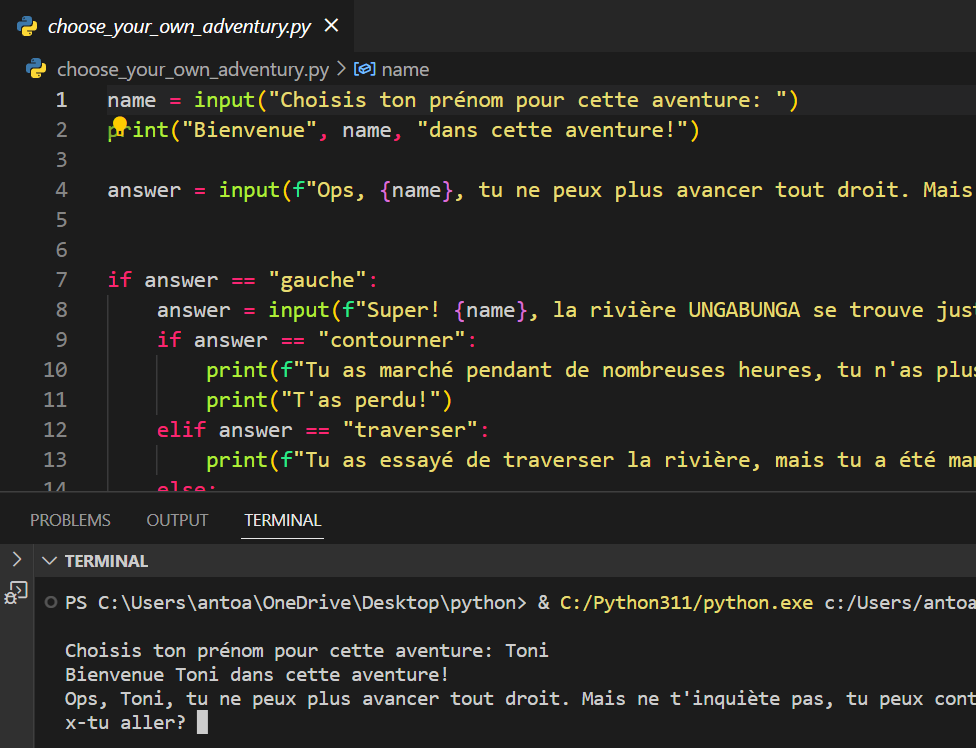 choose_your_own_adventury.py
choose_your_own_adventury.py > name
1 name = input("Choisis ton prénom pour cette aventure: ")
2 print("Bienvenue", name, "dans cette aventure!")
3
4 answer = input(f"Ops, {name}, tu ne peux plus avancer tout droit. Mais
5
6
7 if answer == "gauche":
8 answer = input(f"Super! {name}, la rivière UNGABUNGA se trouve jus
9 if answer == "contourner":
10 print(f"Tu as marché pendant de nombreuses heures, tu n'as plus
11 print("T'as perdu!")
12 elif answer == "traverser":
13 print(f"Tu as essayé de traverser la rivière, mais tu a été ma
14 else:
PROBLEMS OUTPUT TERMINAL
TERMINAL
PS C:\Users\antoa\OneDrive\Desktop\python> & C:/Python311/python.exe c:/Users/antoa
Choisis ton prénom pour cette aventure: Toni
Bienvenue Toni dans cette aventure!
Ops, Toni, tu ne peux plus avancer tout droit. Mais ne t'inquiète pas, tu peux cont
x-tu aller?